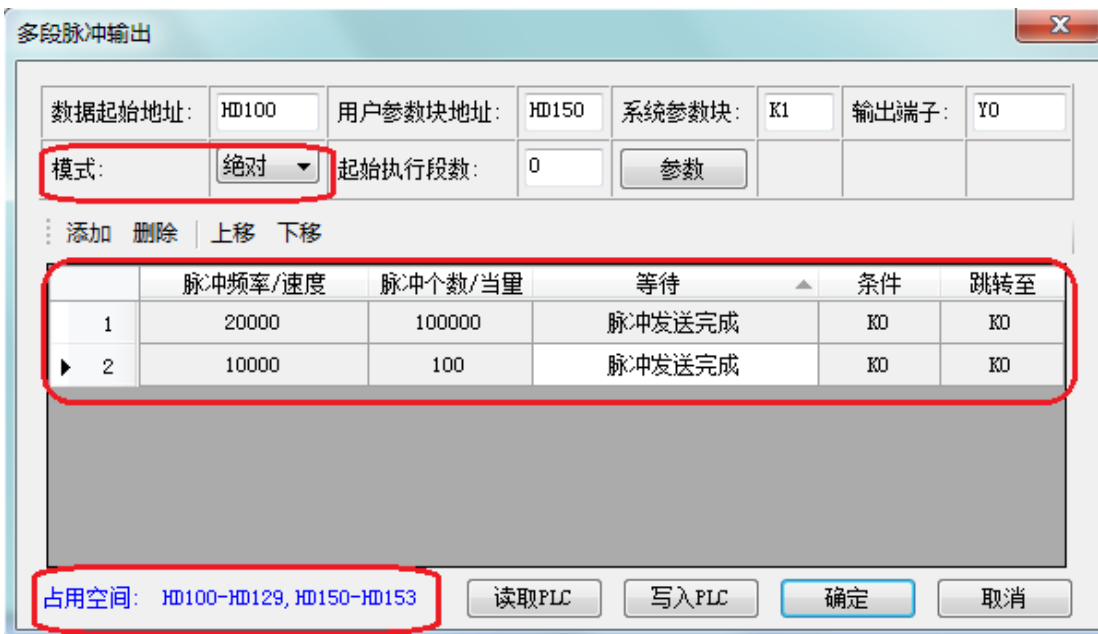 多段脉冲输出
数据起始地址: HD100 用户参数块地址: HD150 系统参数块: K1 输出端子: Y0
模式: 绝对 起始执行段数: 0 参数
添加 删除 上移 下移
脉冲频率/速度 脉冲个数/当量 等待 条件 跳转至
1 20000 100000 脉冲发送完成 K0 K0
2 10000 100 脉冲发送完成 K0 K0
占用空间: HD100-HD129,HD150-HD153 读取PLC 写入PLC 确定 取消